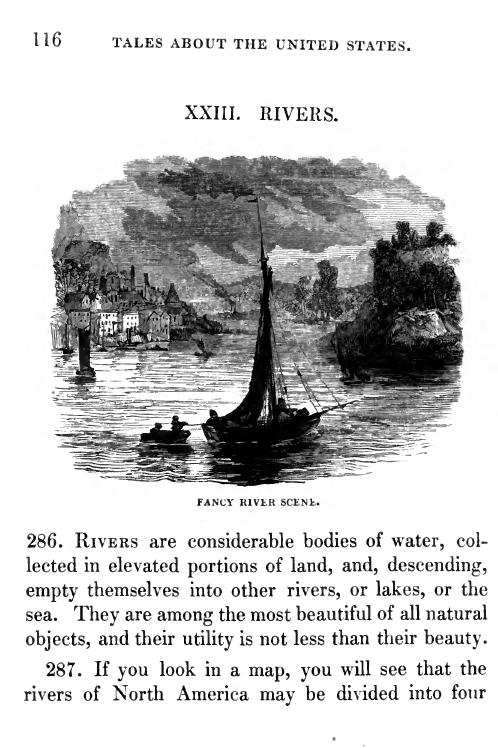 116 TALES ABOUT THE UNITED STATES.
XXIII. RIVERS.
FANCY RIVER SCENE.
286. RIVERS are considerable bodies of water, col-
lected in elevated portions of land, and, descending,
empty themselves into other rivers, or lakes, or the
sea. They are among the most beautiful of all natural
objects, and their utility is not less than their beauty.
287. If you look in a map, you will see that the
rivers of North America may be divided into four